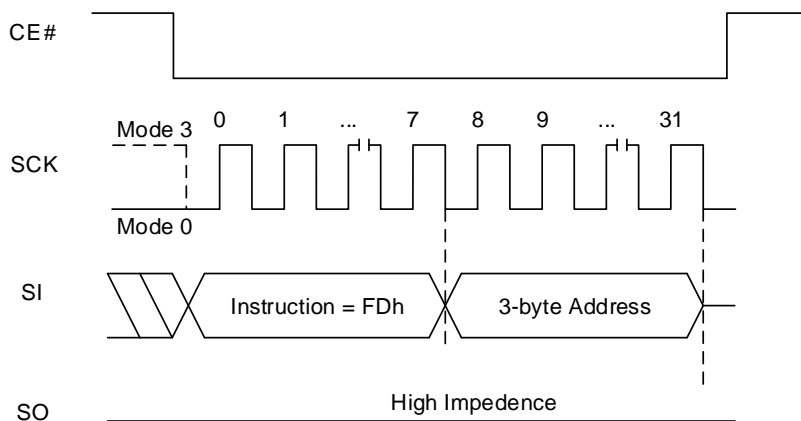 CE#
Mode 3
0 1 ... 7 8 9 ... 31
SCK
Mode 0
SI
Instruction = FDh
3-byte Address
High Impedence
SO